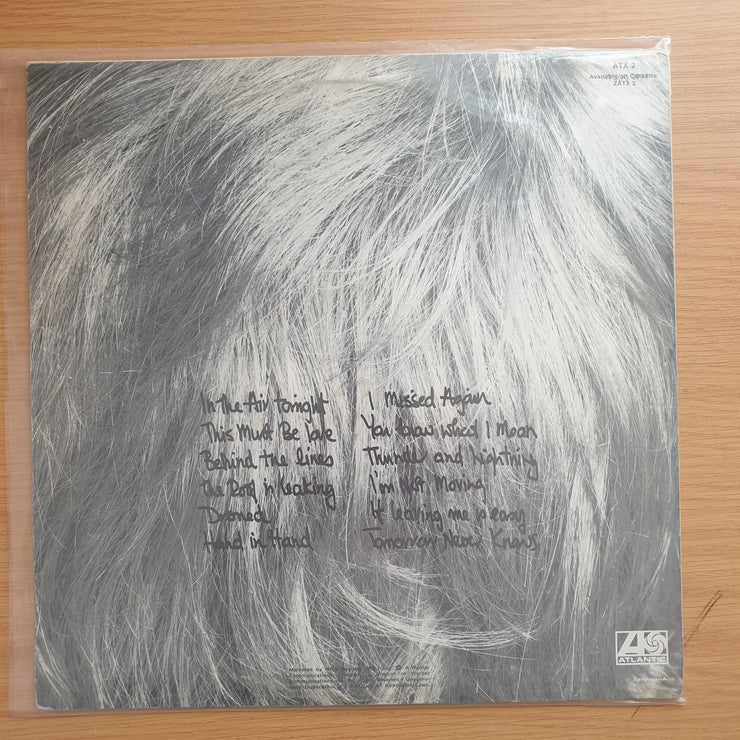 ATX 2
Available on Cassette
ZATX 2
In The Air Tonight
This Must Be Love
Behind the lines
The Roof is leaking
Droned
Hand in Hand
I Missed Again
You Know what I Mean
Thunder and Lightning
I'm Not Moving
If leaving me is easy
Tomorrow Never Knows
ATLANTIC